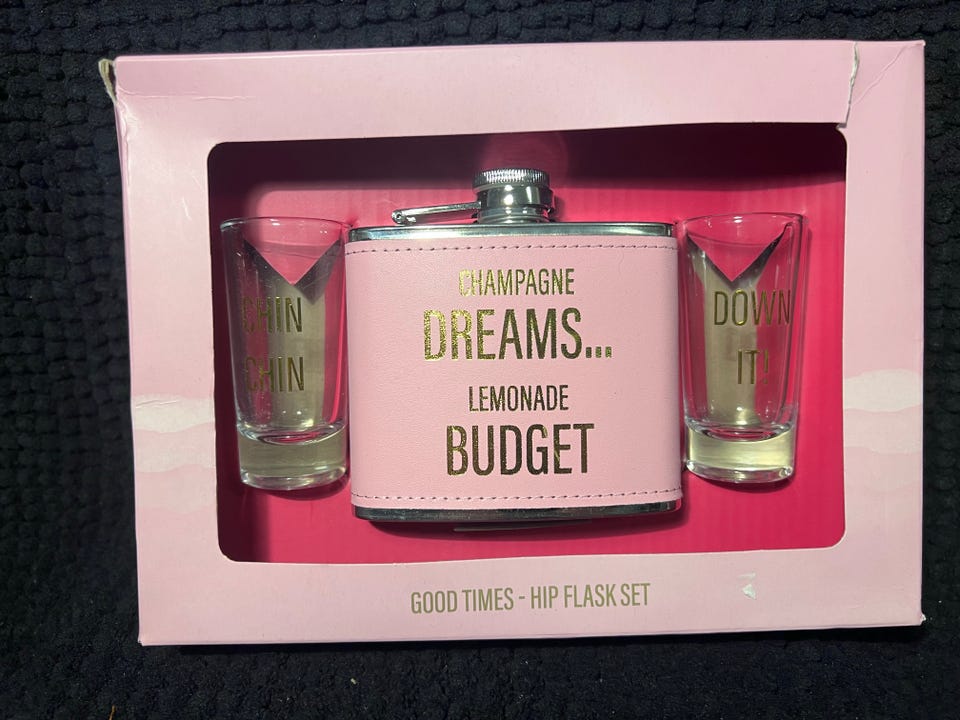 CHAMPAGNE
DREAMS...
LEMONADE
BUDGET
CHIN
CHIN
DOWN
IT!
GOOD TIMES - HIP FLASK SET